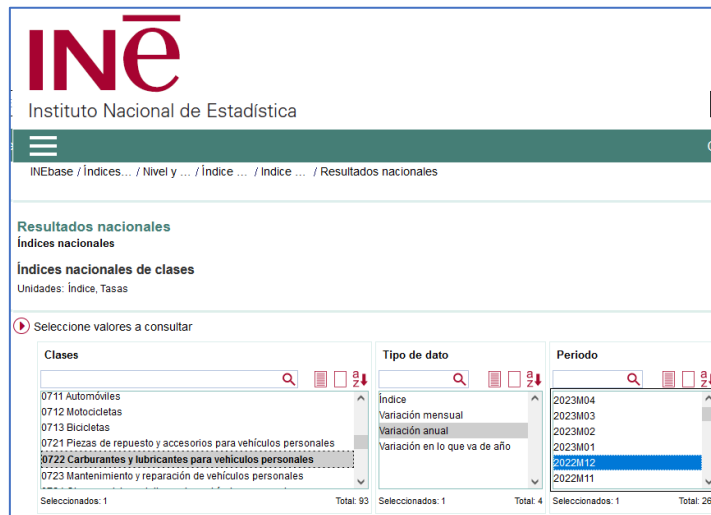 INē
Instituto Nacional de Estadística
INEbase / Índices... / Nivel y ... / Índice ... / Indice ... / Resultados nacionales
Resultados nacionales
Índices nacionales
Índices nacionales de clases
Unidades: Índice, Tasas
Seleccione valores a consultar
Clases Tipo de dato Periodo
0711 Automóviles
0712 Motocicletas
0713 Bicicletas
0721 Piezas de repuesto y accesorios para vehículos personales
0722 Carburantes y lubricantes para vehículos personales
0723 Mantenimiento y reparación de vehículos personales
Seleccionados: 1 Total: 93
Índice
Variación mensual
Variación anual
Variación en lo que va de año
Seleccionados: 1 Total: 4
2023M04
2023M03
2023M02
2023M01
2022M12
2022M11
Seleccionados: 1 Total: 26